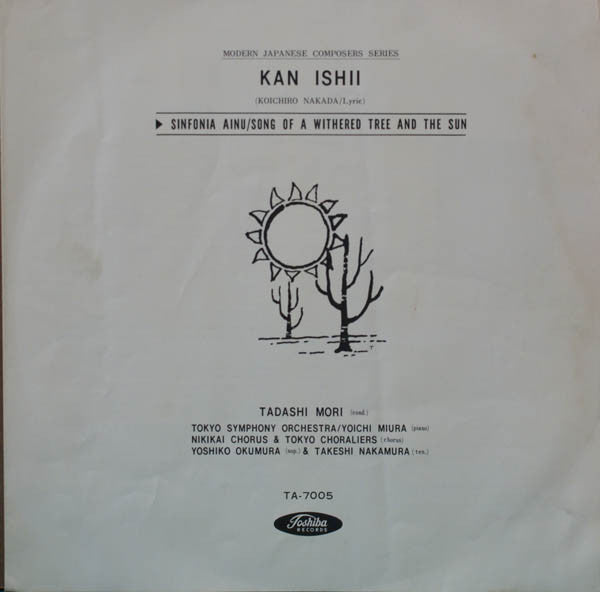 MODERN JAPANESE COMPOSERS SERIES
KAN ISHII
(KOICHIRO NAKADA/Lyric)
▶ SINFONIA AINU/SONG OF A WITHERED TREE AND THE SUN
TADASHI MORI (cond.)
TOKYO SYMPHONY ORCHESTRA/YOICHI MIURA (piano)
NIKIKAI CHORUS & TOKYO CHORALIERS (chorus)
YOSHIKO OKUMURA (sop.) & TAKESHI NAKAMURA (ten.)
TA-7005
Toshiba
RECORDS